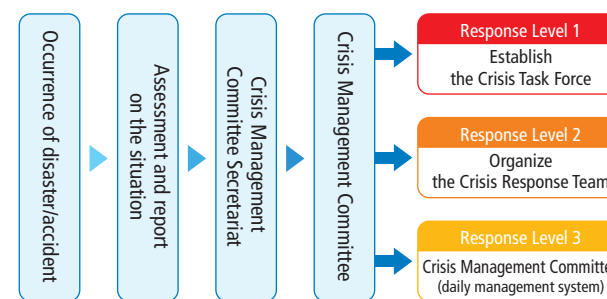 Occurrence of disaster/accident
Assessment and report
on the situation
Crisis Management
Committee Secretariat
Crisis Management Committee
Response Level 1
Establish
the Crisis Task Force
Response Level 2
Organize
the Crisis Response Team
Response Level 3
Crisis Management
(daily management system)